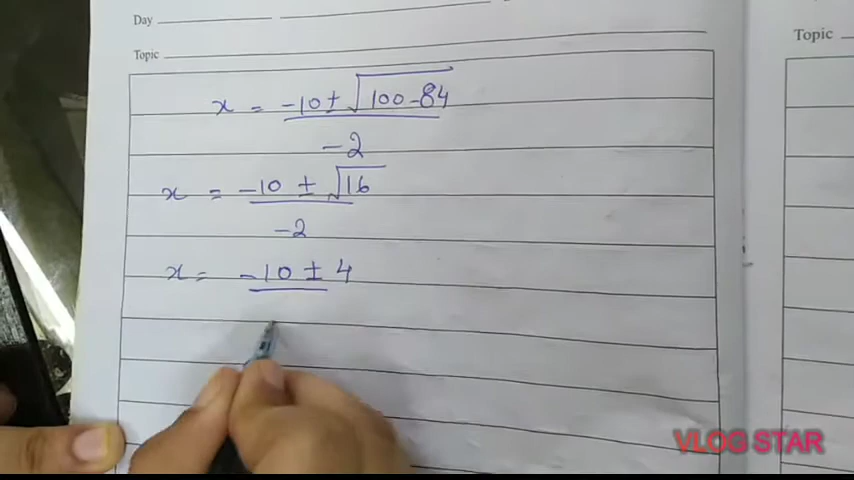 Day
Topic
Topic
x = -10 ± √100-84
-2
x = -10 ± √16
-2
x = -10 ± 4
VLOG STAR